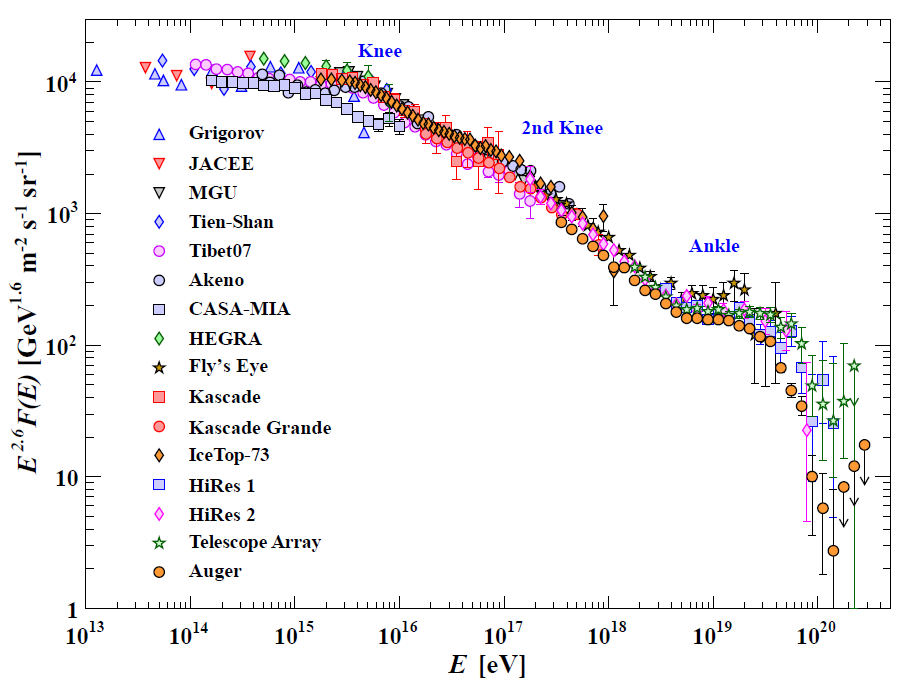 Knee
2nd Knee
Ankle
Grigorov
JACEE
MGU
Tien-Shan
Tibet07
Akeno
CASA-MIA
HEGRA
Fly's Eye
Kascade
Kascade Grande
IceTop-73
HiRes 1
HiRes 2
Telescope Array
Auger
E^2.6 F(E) [GeV^1.6 m^-2 s^-1 sr^-1]
10^4
10^3
10^2
10
1
10^13 10^14 10^15 10^16 10^17 10^18 10^19 10^20
E [eV]